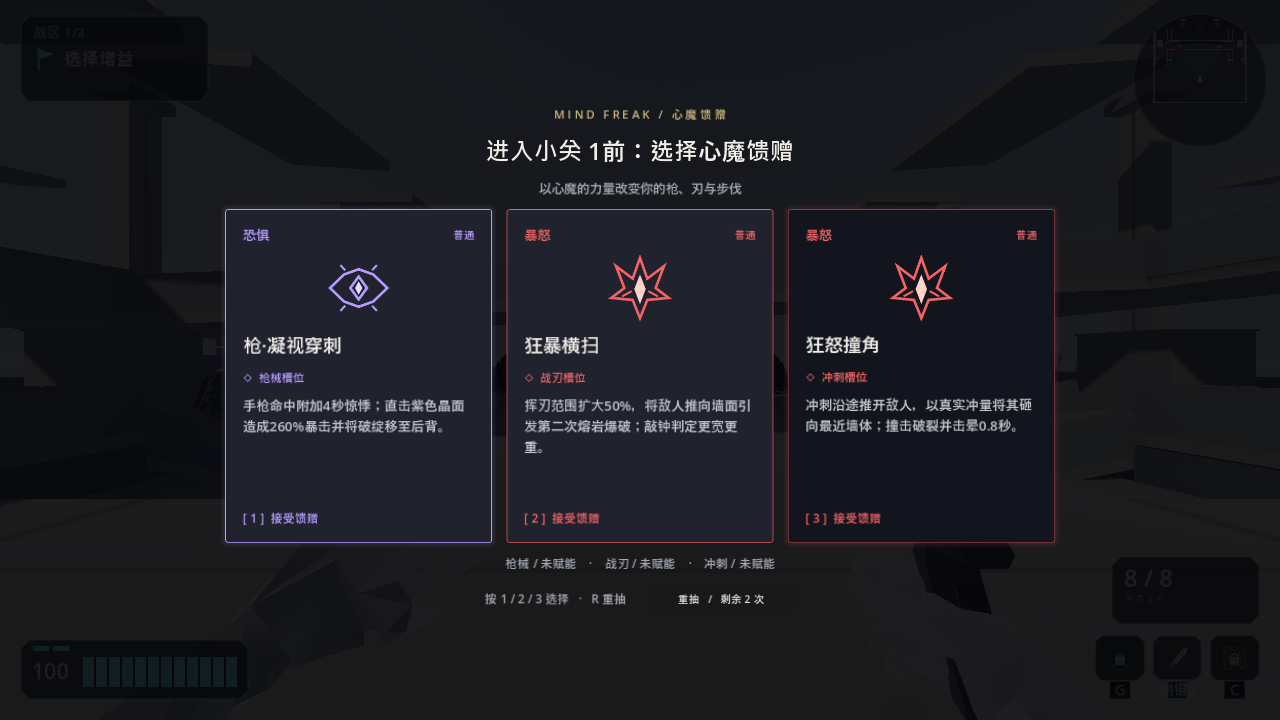 战区 1/3
选择增益
MIND FREAK / 心魔馈赠
进入小关 1前：选择心魔馈赠
以心魔的力量改变你的枪、刃与步伐
恐惧 普通
枪·凝视穿刺
◇ 枪械槽位
手枪命中附加4秒惊悸；直击紫色晶面
造成260%暴击并将破绽移至后背。
[ 1 ] 接受馈赠
暴怒 普通
狂暴横扫
◇ 战刃槽位
挥刃范围扩大50%，将敌人推向墙面引
发第二次熔岩爆破；敲钟判定更宽更
重。
[ 2 ] 接受馈赠
暴怒 普通
狂怒撞角
◇ 冲刺槽位
冲刺沿途推开敌人，以真实冲量将其砸
向最近墙体；撞击破裂并击晕0.8秒。
[ 3 ] 接受馈赠
枪械 / 未赋能 · 战刃 / 未赋能 · 冲刺 / 未赋能
按 1 / 2 / 3 选择 · R 重抽 重抽 / 剩余 2 次
8 / 8
100
G
C